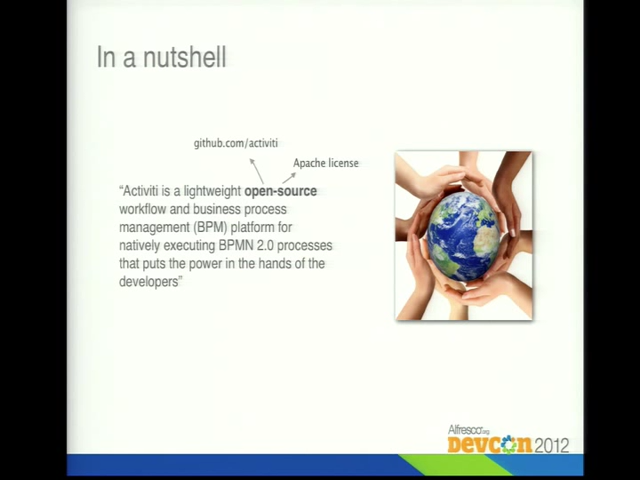 In a nutshell
github.com/activiti
Apache license
“Activiti is a lightweight open-source
workflow and business process
management (BPM) platform for
natively executing BPMN 2.0 processes
that puts the power in the hands of the
developers”
Alfresco.org
DEVCON 2012